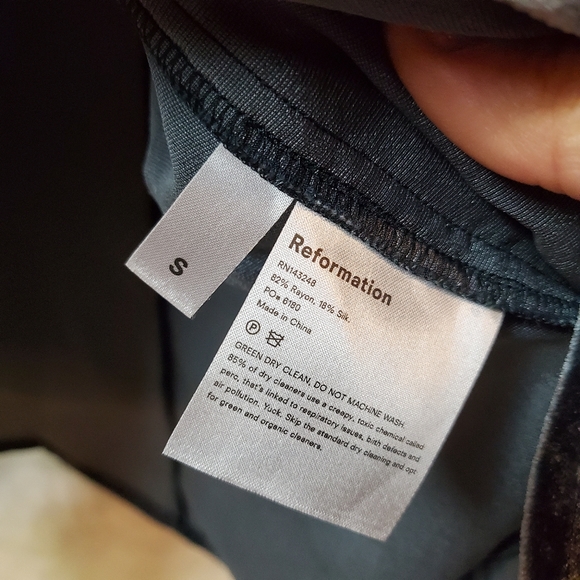 S
Reformation
RN143248
82% Rayon, 18% Silk.
PO# 6180
Made in China
P
GREEN DRY CLEAN, DO NOT MACHINE WASH
85% of dry cleaners use a creepy, toxic chemical called
perc, that's linked to respiratory issues, birth defects and
air pollution. Yuck. Skip the standard dry cleaning and opt
for green and organic cleaners.